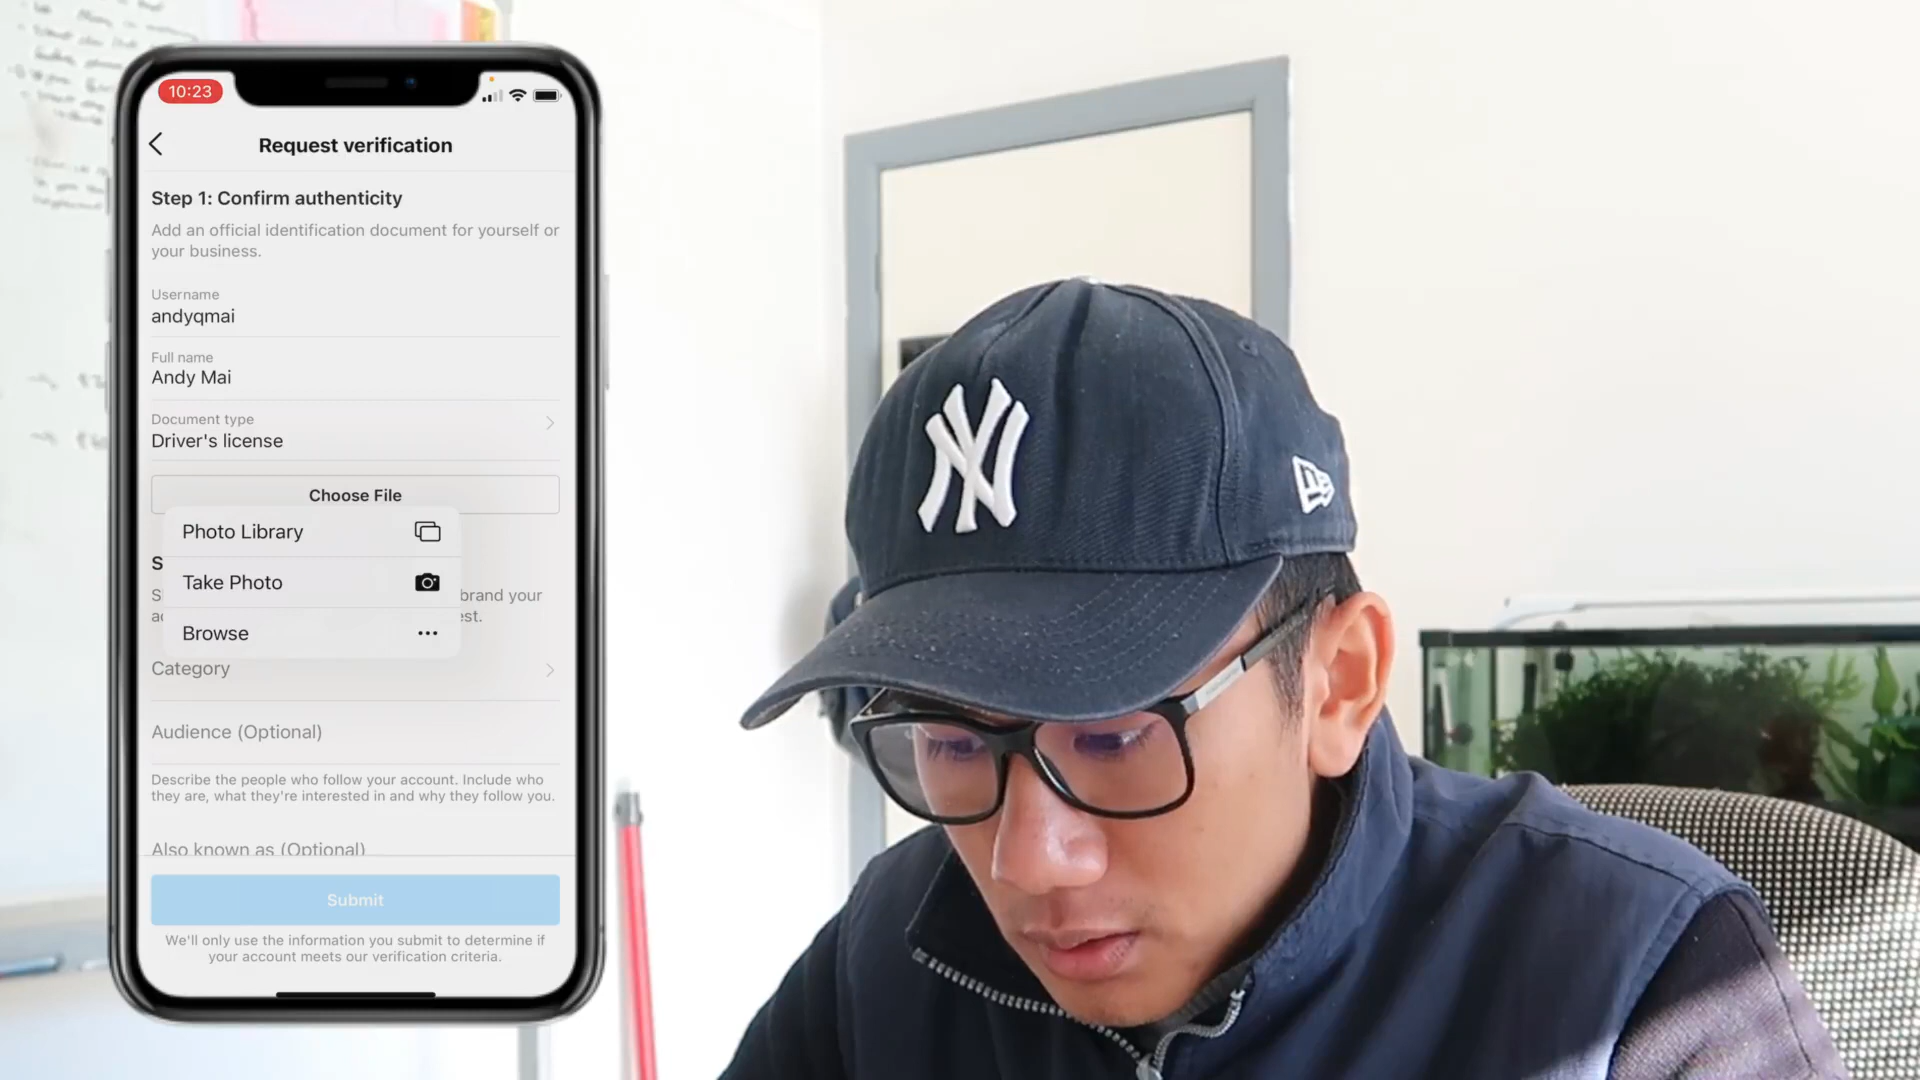 10:23
Request verification
Step 1: Confirm authenticity
Add an official identification document for yourself or
your business.
Username
andyqmai
Full name
Andy Mai
Document type
Driver's license
Choose File
Photo Library
Take Photo
brand your
est.
Browse
Category
Audience (Optional)
Describe the people who follow your account. Include who
they are, what they're interested in and why they follow you.
Also known as (Optional)
Submit
We'll only use the information you submit to determine if
your account meets our verification criteria.
NY